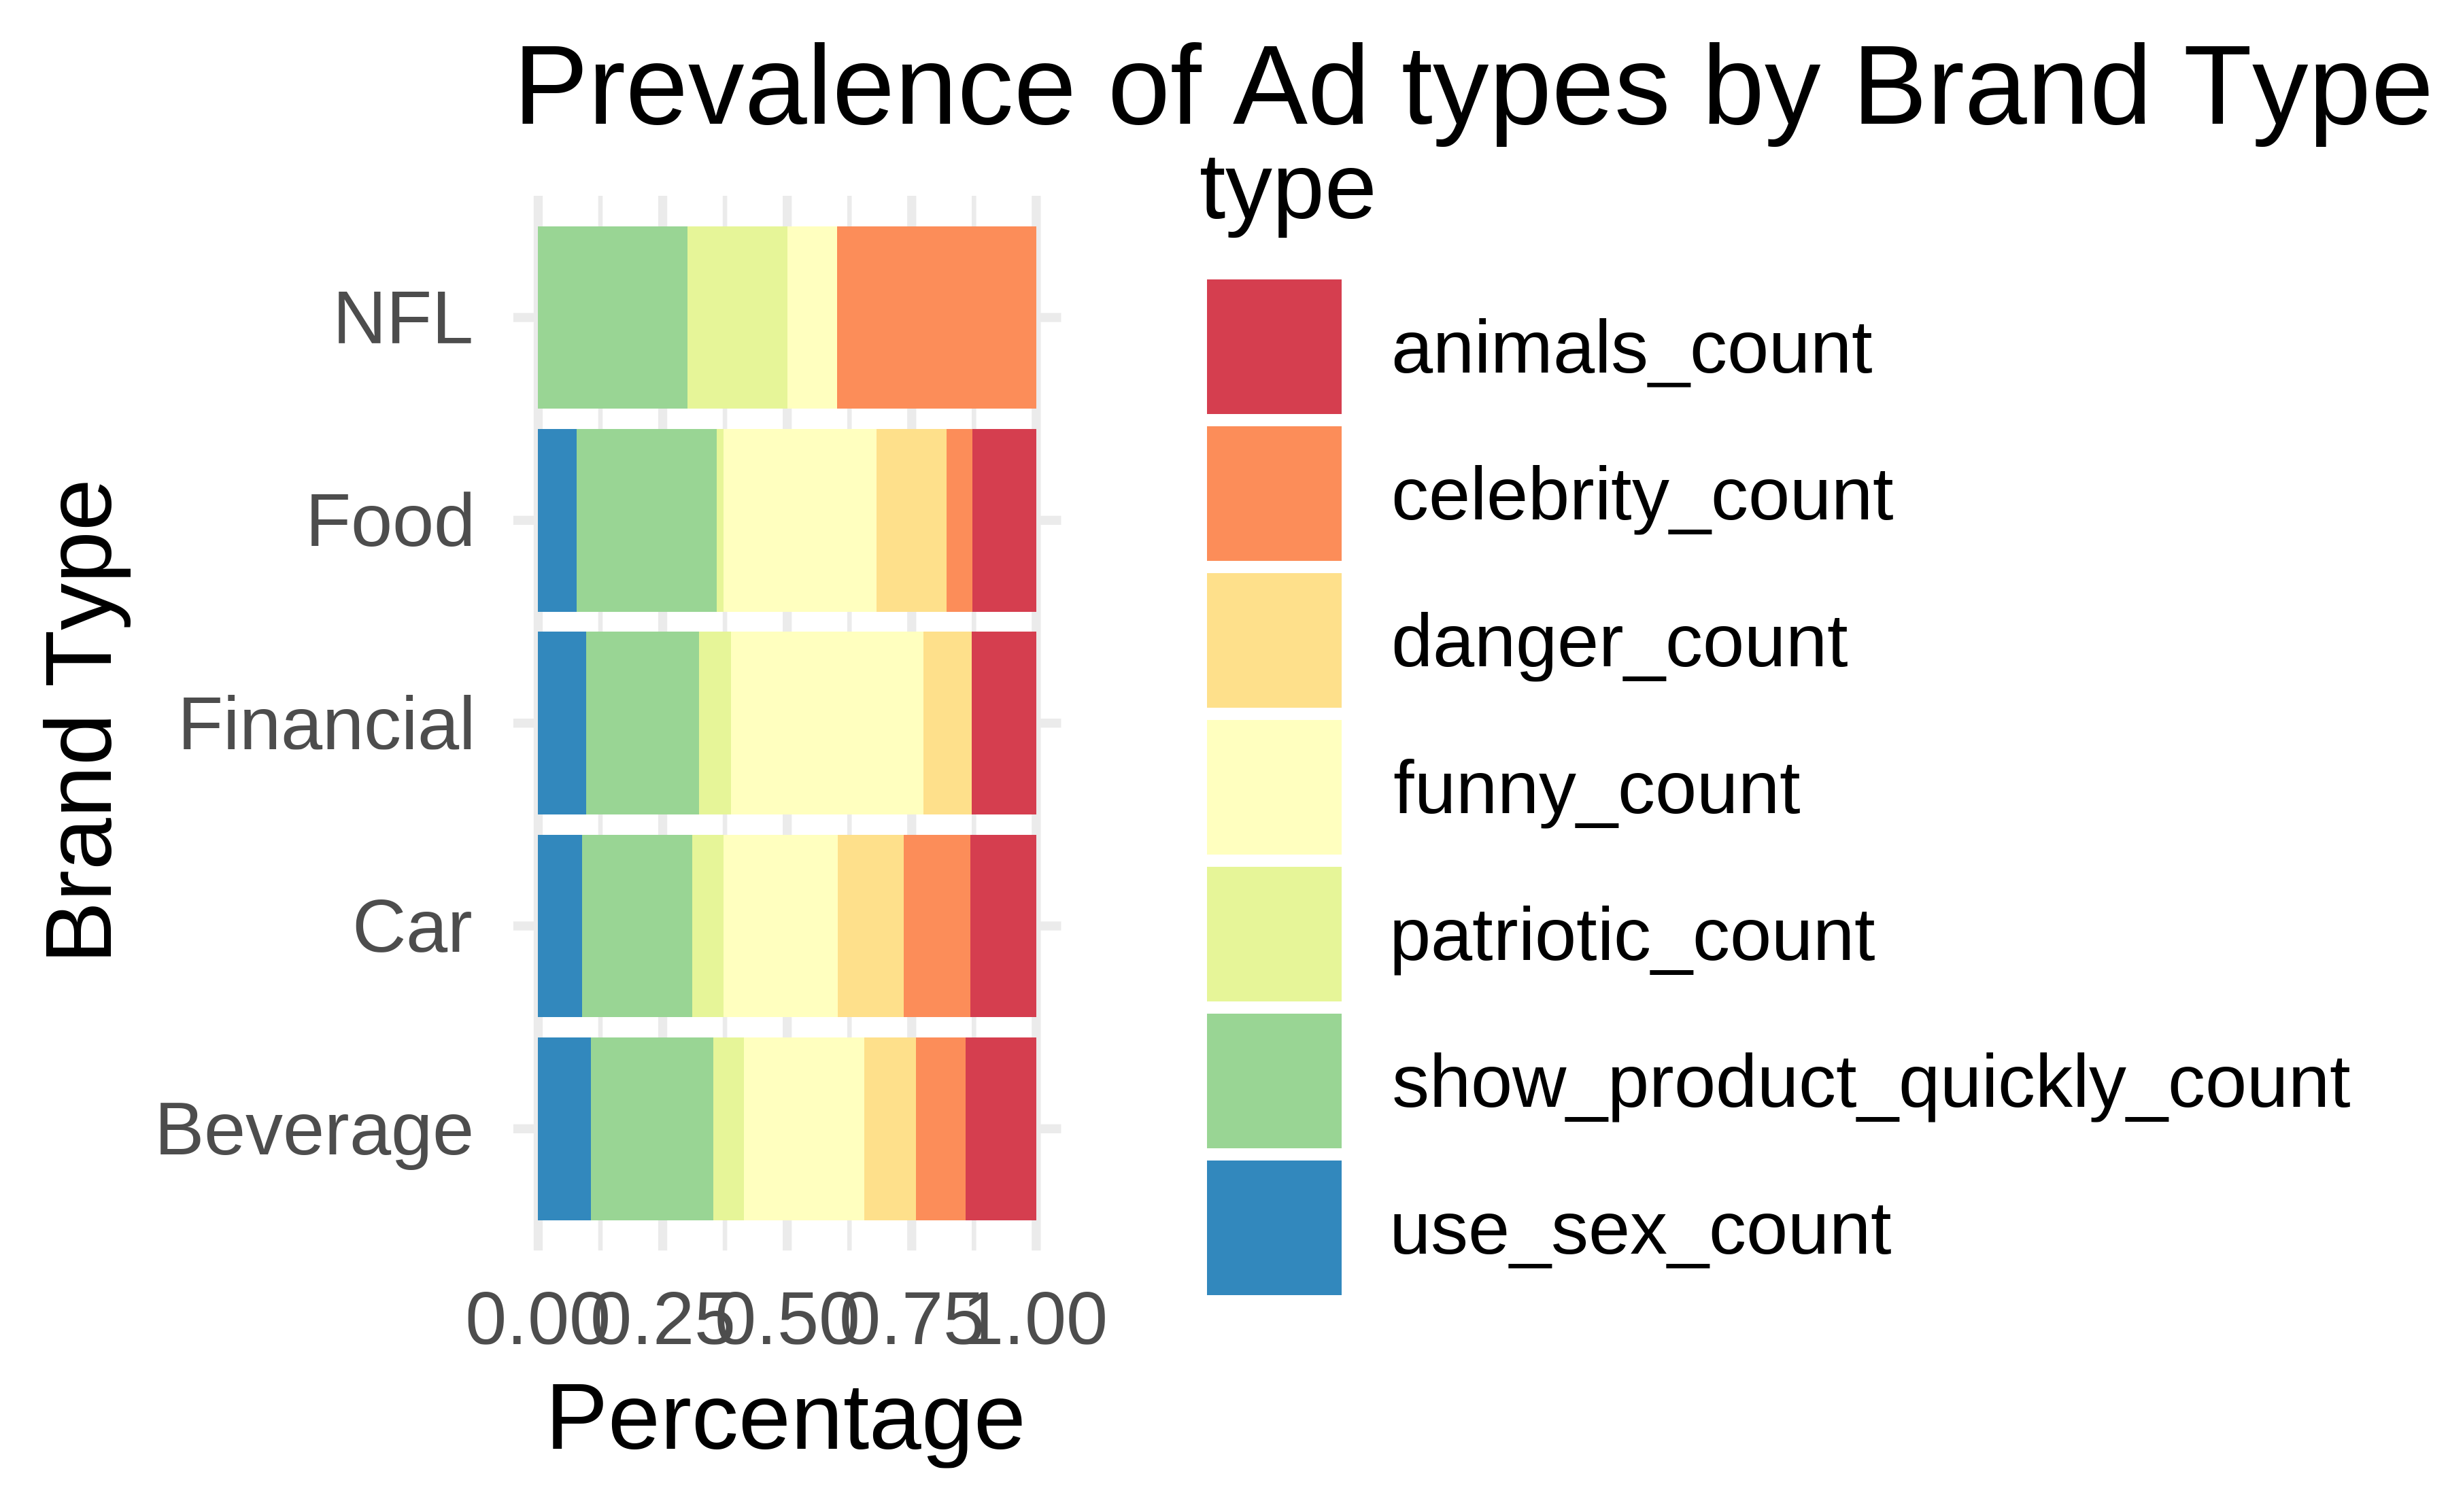 Prevalence of Ad types by Brand Type
type
animals_count
celebrity_count
danger_count
funny_count
patriotic_count
show_product_quickly_count
use_sex_count
Brand Type
NFL
Food
Financial
Car
Beverage
0.00 0.25 0.50 0.75 1.00
Percentage